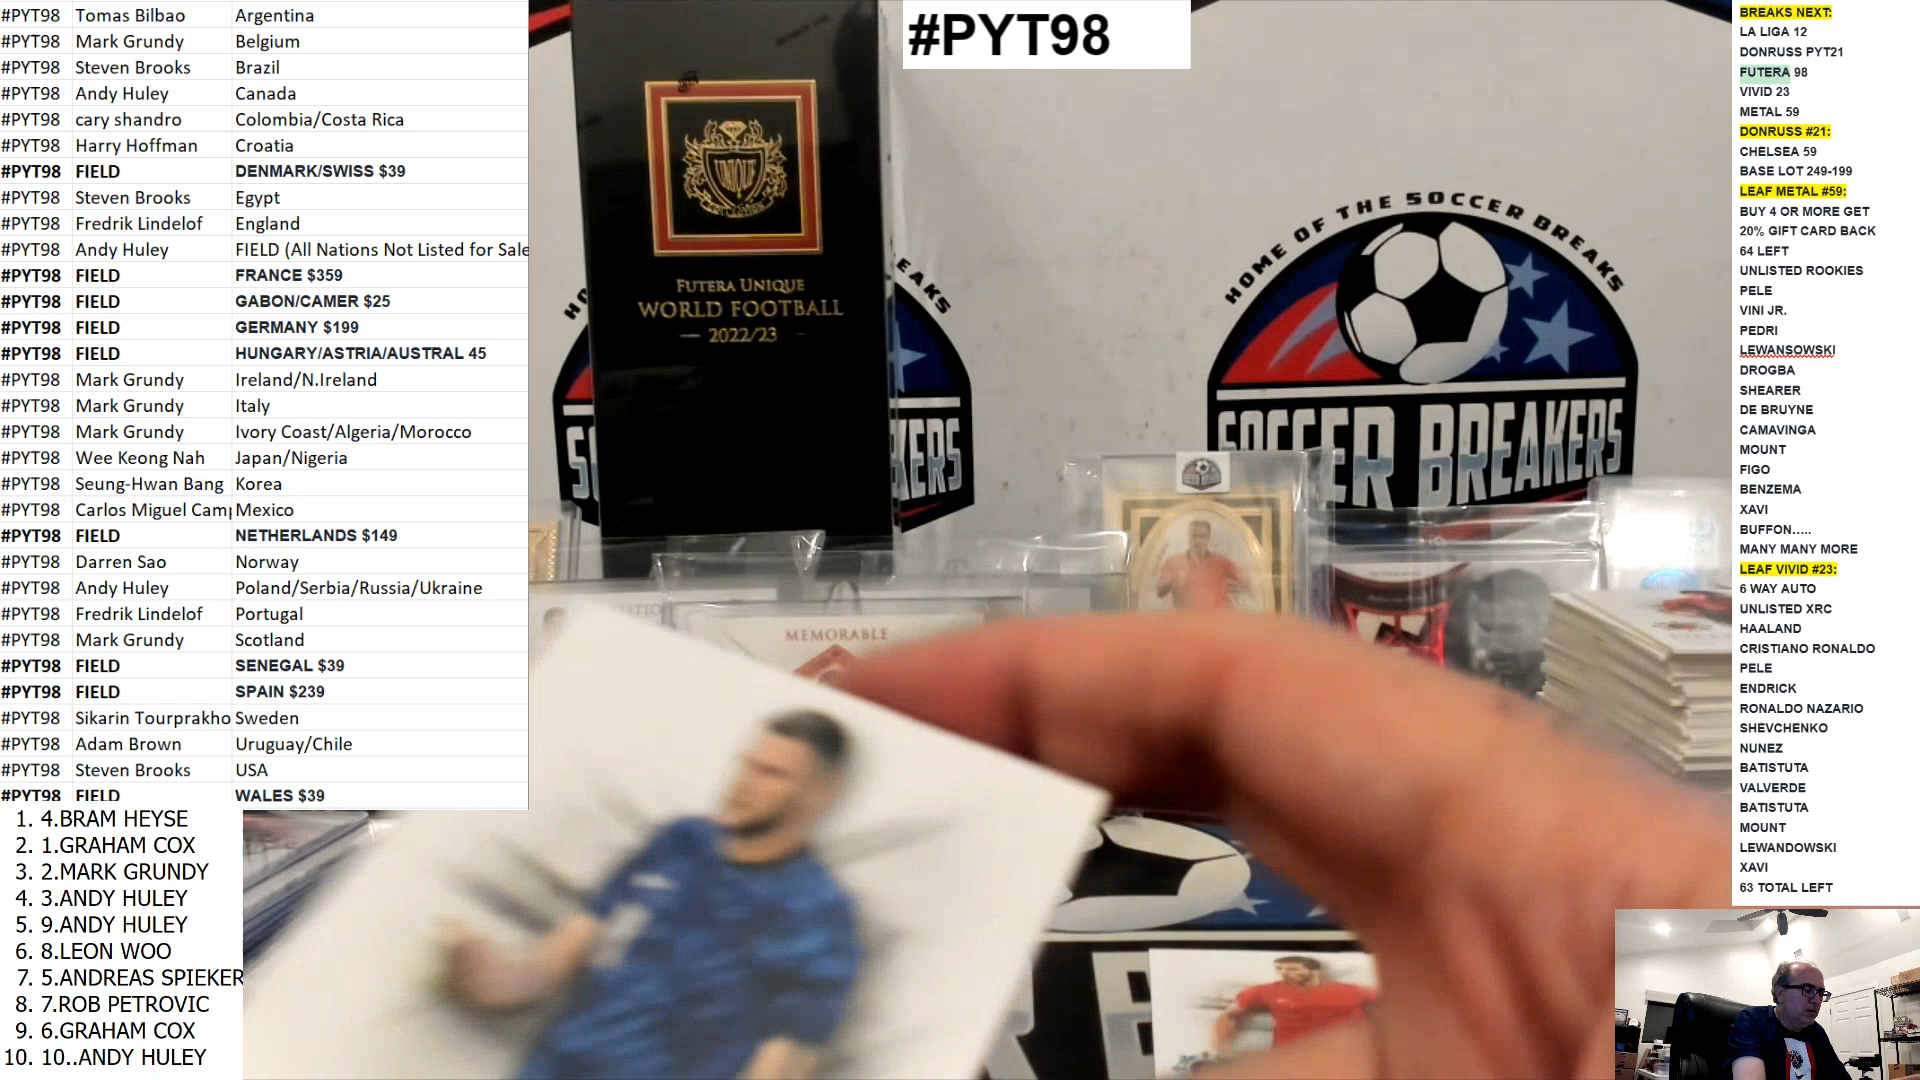 #PYT98 Tomas Bilbao Argentina
#PYT98 Mark Grundy Belgium
#PYT98 Steven Brooks Brazil
#PYT98 Andy Huley Canada
#PYT98 cary shandro Colombia/Costa Rica
#PYT98 Harry Hoffman Croatia
#PYT98 FIELD DENMARK/SWISS $39
#PYT98 Steven Brooks Egypt
#PYT98 Fredrik Lindelof England
#PYT98 Andy Huley FIELD (All Nations Not Listed for Sale
#PYT98 FIELD FRANCE $359
#PYT98 FIELD GABON/CAMER $25
#PYT98 FIELD GERMANY $199
#PYT98 FIELD HUNGARY/ASTRIA/AUSTRAL 45
#PYT98 Mark Grundy Ireland/N.Ireland
#PYT98 Mark Grundy Italy
#PYT98 Mark Grundy Ivory Coast/Algeria/Morocco
#PYT98 Wee Keong Nah Japan/Nigeria
#PYT98 Seung-Hwan Bang Korea
#PYT98 Carlos Miguel Camp Mexico
#PYT98 FIELD NETHERLANDS $149
#PYT98 Darren Sao Norway
#PYT98 Andy Huley Poland/Serbia/Russia/Ukraine
#PYT98 Fredrik Lindelof Portugal
#PYT98 Mark Grundy Scotland
#PYT98 FIELD SENEGAL $39
#PYT98 FIELD SPAIN $239
#PYT98 Sikarin Tourprakho Sweden
#PYT98 Adam Brown Uruguay/Chile
#PYT98 Steven Brooks USA
#PYT98 FIELD WALES $39
1. 4.BRAM HEYSE
2. 1.GRAHAM COX
3. 2.MARK GRUNDY
4. 3.ANDY HULEY
5. 9.ANDY HULEY
6. 8.LEON WOO
7. 5.ANDREAS SPIEKER
8. 7.ROB PETROVIC
9. 6.GRAHAM COX
10. 10..ANDY HULEY
#PYT98
UNIQUE
FUTERA UNIQUE
WORLD FOOTBALL
2022/23
EAKS
KERS
HOME OF THE SOCCER BREAKS
SOCCER BREAKERS
ER BREAKERS
MEMORABLE
BREAKS NEXT:
LA LIGA 12
DONRUSS PYT21
FUTERA 98
VIVID 23
METAL 59
DONRUSS #21:
CHELSEA 59
BASE LOT 249-199
LEAF METAL #59:
BUY 4 OR MORE GET
20% GIFT CARD BACK
64 LEFT
UNLISTED ROOKIES
PELE
VINI JR.
PEDRI
LEWANSOWSKI
DROGBA
SHEARER
DE BRUYNE
CAMAVINGA
MOUNT
FIGO
BENZEMA
XAVI
BUFFON.....
MANY MANY MORE
LEAF VIVID #23:
6 WAY AUTO
UNLISTED XRC
HAALAND
CRISTIANO RONALDO
PELE
ENDRICK
RONALDO NAZARIO
SHEVCHENKO
NUNEZ
BATISTUTA
VALVERDE
BATISTUTA
MOUNT
LEWANDOWSKI
XAVI
63 TOTAL LEFT